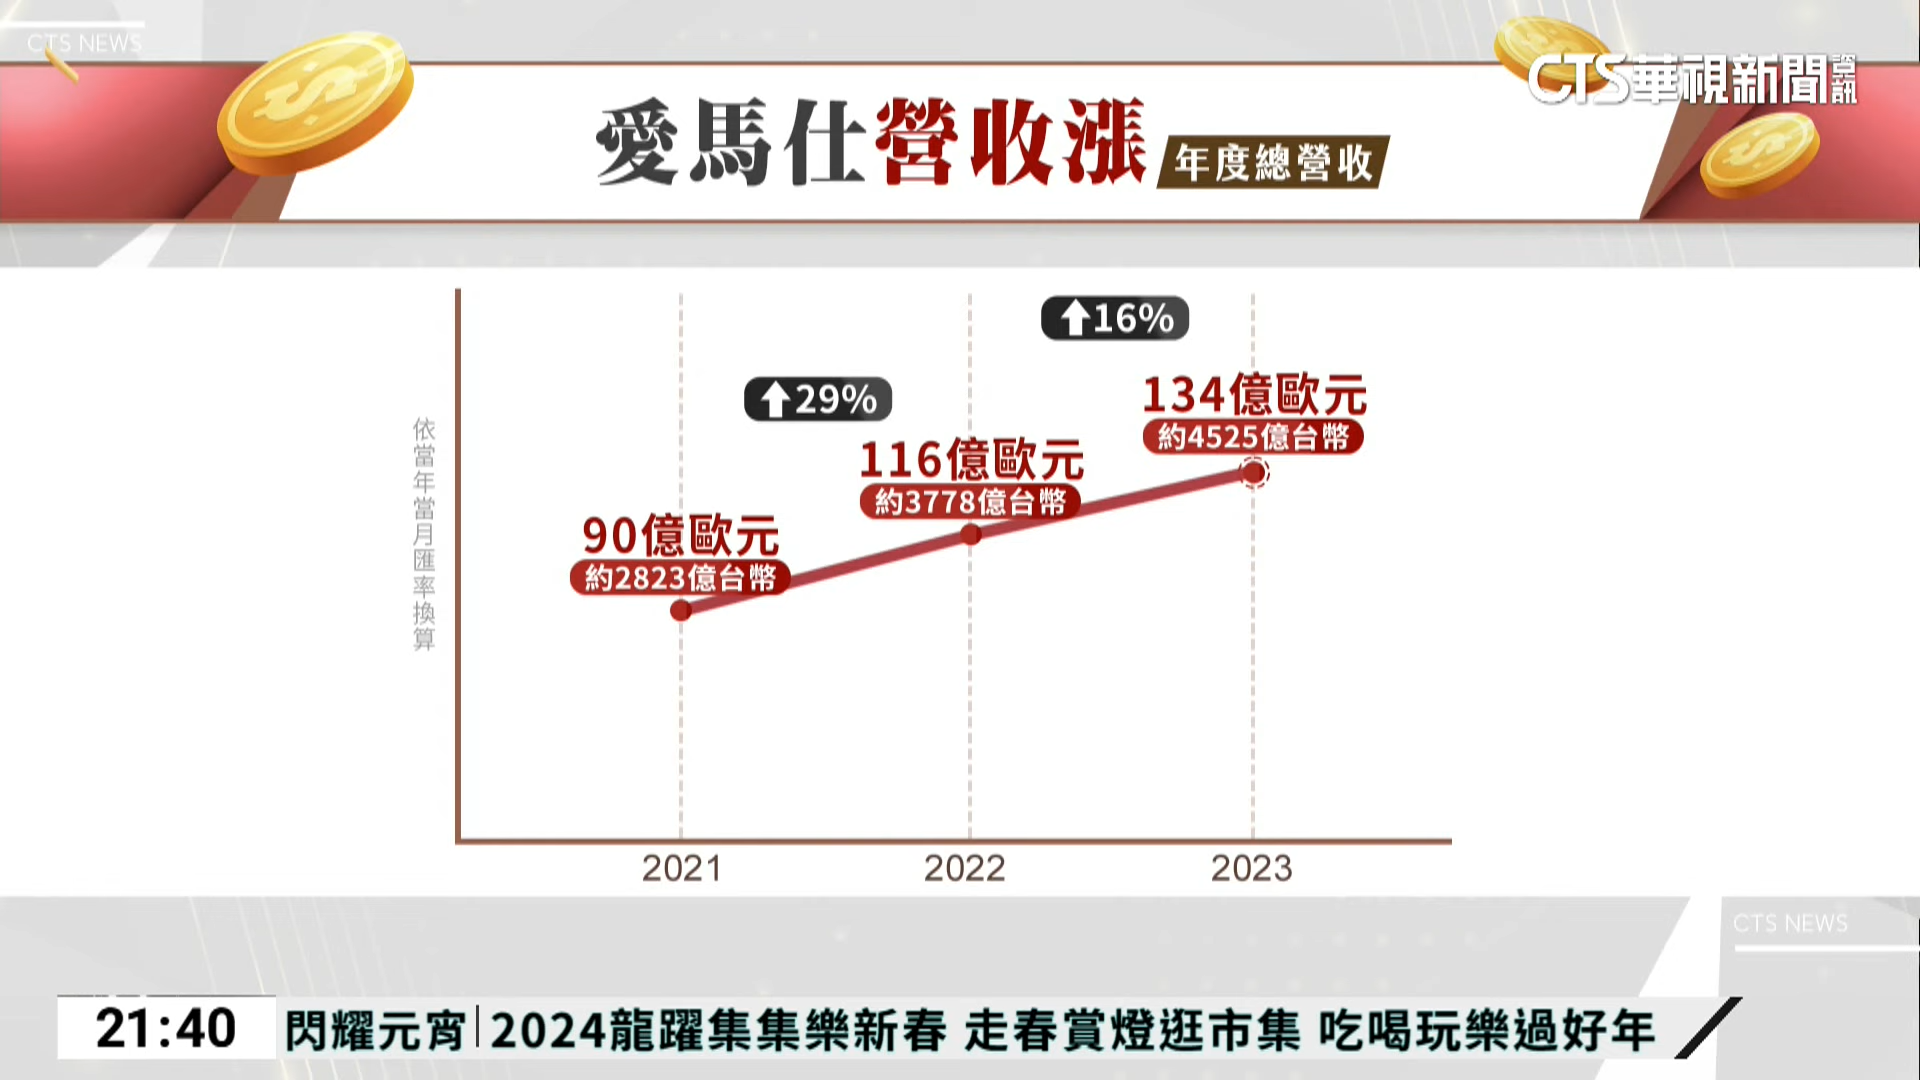 CTS NEWS
CTS華視新聞資訊
愛馬仕營收漲 年度總營收
16%
29%
134億歐元
約4525億台幣
116億歐元
約3778億台幣
90億歐元
約2823億台幣
依當年當月匯率換算
2021 2022 2023
CTS NEWS
21:40 閃耀元宵 2024龍躍集集樂新春 走春賞燈逛市集 吃喝玩樂過好年